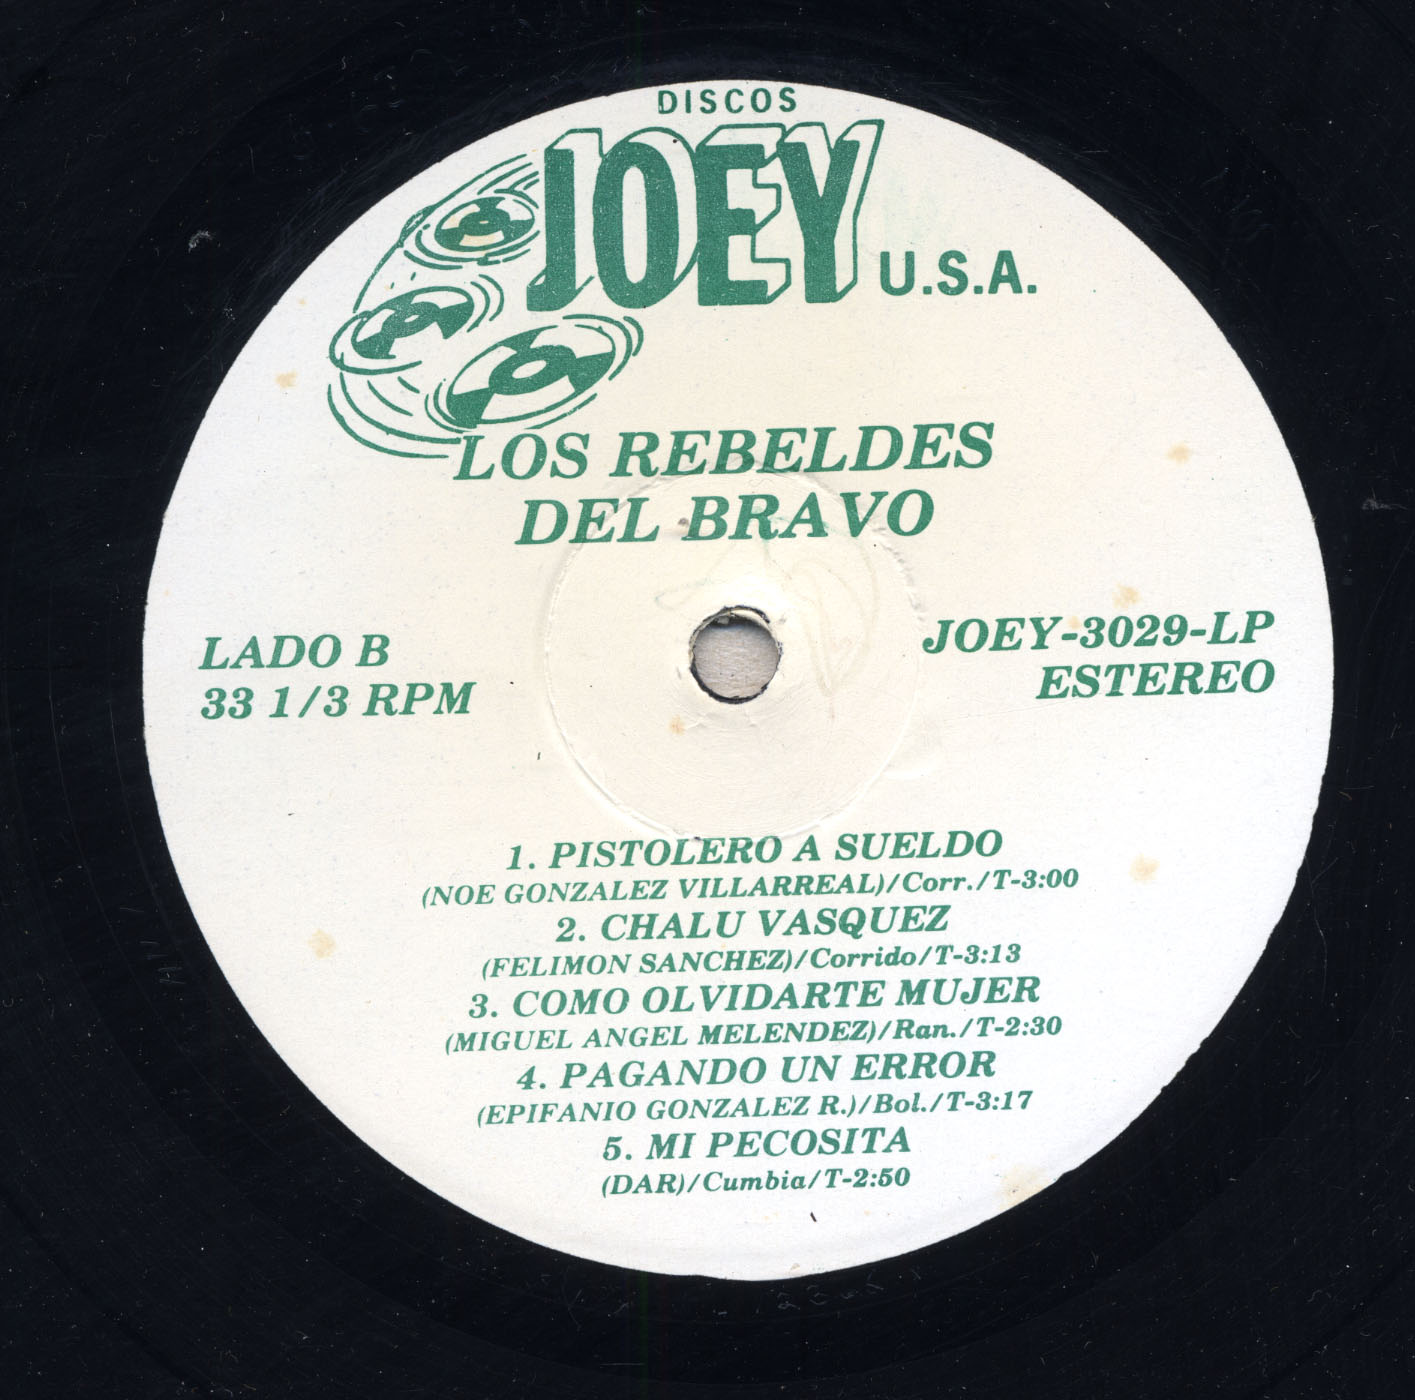 DISCOS
JOEY U.S.A.
LOS REBELDES
DEL BRAVO
LADO B
33 1/3 RPM
JOEY-3029-LP
ESTEREO
1. PISTOLERO A SUELDO
(NOE GONZALEZ VILLARREAL)/Corr./T-3:00
2. CHALU VASQUEZ
(FELIMON SANCHEZ)/Corrido/T-3:13
3. COMO OLVIDARTE MUJER
(MIGUEL ANGEL MELENDEZ)/Ran./T-2:30
4. PAGANDO UN ERROR
(EPIFANIO GONZALEZ R.)/Bol./T-3:17
5. MI PECOSITA
(DAR)/Cumbia/T-2:50